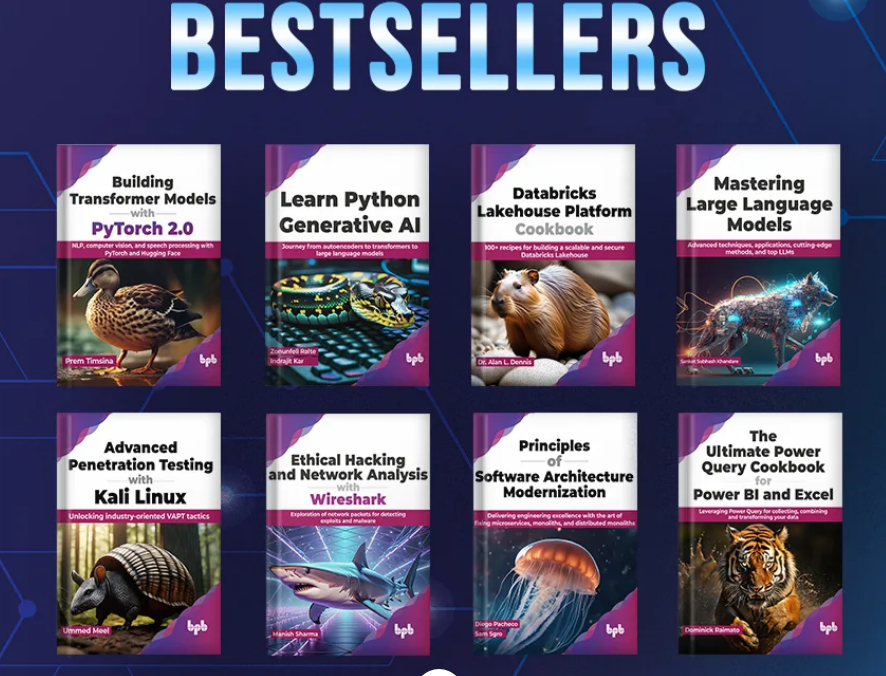 BESTSELLERS
Building
Transformer Models
with
PyTorch 2.0
NLP, computer vision, and speech processing with
PyTorch and Hugging Face
Prem Timsina
bpb
Learn Python
Generative AI
Journey from autoencoders to transformers to
large language models
Zonunfeli Ralte
Indrajit Kar
bpb
Databricks
Lakehouse Platform
Cookbook
100+ recipes for building a scalable and secure
Databricks Lakehouse
Dr. Alan L. Dennis
bpb
Mastering
Large Language
Models
Advanced techniques, applications, cutting-edge
methods, and top LLMs
Sanket Subhash Khandare
bpb
Advanced
Penetration Testing
with
Kali Linux
Unlocking industry-oriented VAPT tactics
Ummed Meel
bpb
Ethical Hacking
and Network Analysis
with
Wireshark
Exploration of network packets for detecting
exploits and malware
Manish Sharma
bpb
Principles
of
Software Architecture
Modernization
Delivering engineering excellence with the art of
fixing microservices, monoliths, and distributed monoliths
Diogo Pacheco
Sam Sgro
bpb
The
Ultimate Power
Query Cookbook
for
Power BI and Excel
Leveraging Power Query for collecting, combining
and transforming your data
Dominick Raimato
bpb